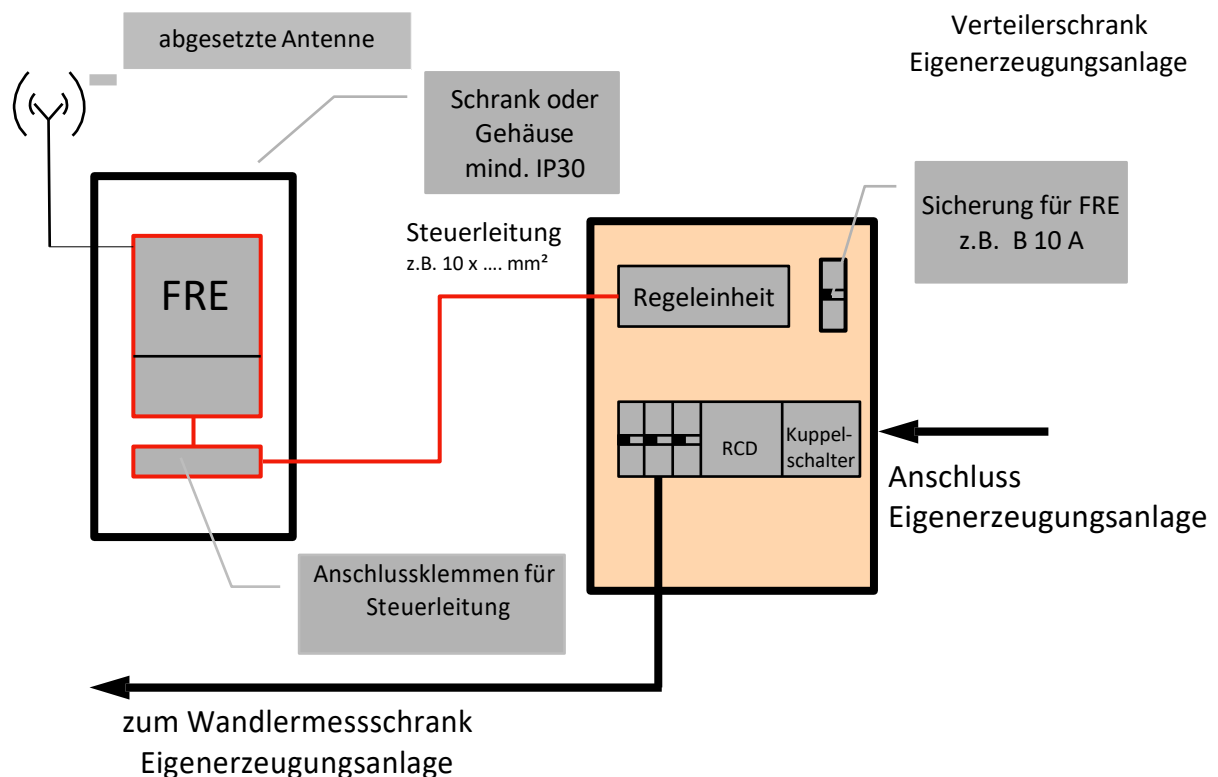 abgesetzte Antenne
Verteilerschrank
Eigenerzeugungsanlage
Schrank oder
Gehäuse
mind. IP30
Sicherung für FRE
z.B. B 10 A
Steuerleitung
z.B. 10 x .... mm²
FRE
Regeleinheit
RCD
Kuppel-
schalter
Anschluss
Eigenerzeugungsanlage
Anschlussklemmen für
Steuerleitung
zum Wandlermessschrank
Eigenerzeugungsanlage